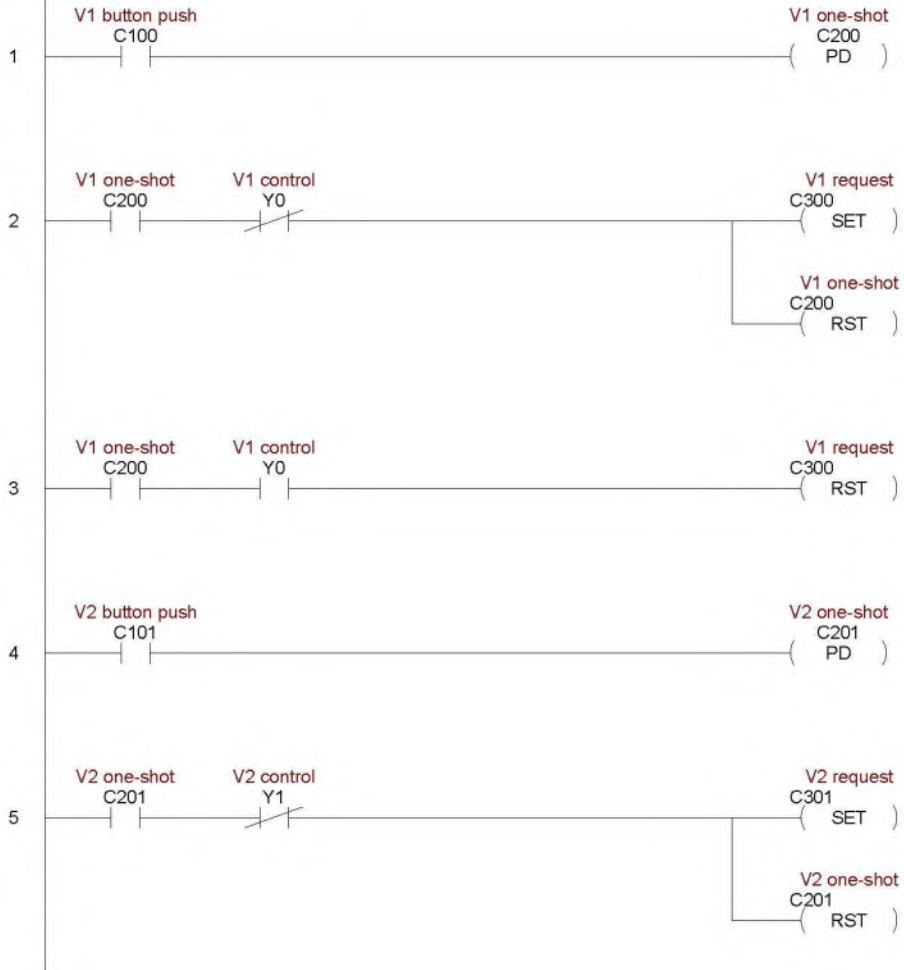 V1 button push V1 one-shot
C100 C200
1 PD
V1 one-shot V1 control V1 request
C200 Y0 C300
2 SET
V1 one-shot
C200
RST
V1 one-shot V1 control V1 request
C200 Y0 C300
3 RST
V2 button push V2 one-shot
C101 C201
4 PD
V2 one-shot V2 control V2 request
C201 Y1 C301
5 SET
V2 one-shot
C201
RST